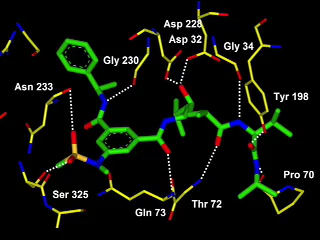 Asp 228
Asp 32
Gly 230
Gly 34
Asn 233
Tyr 198
Pro 70
Ser 325
Thr 72
Gln 73